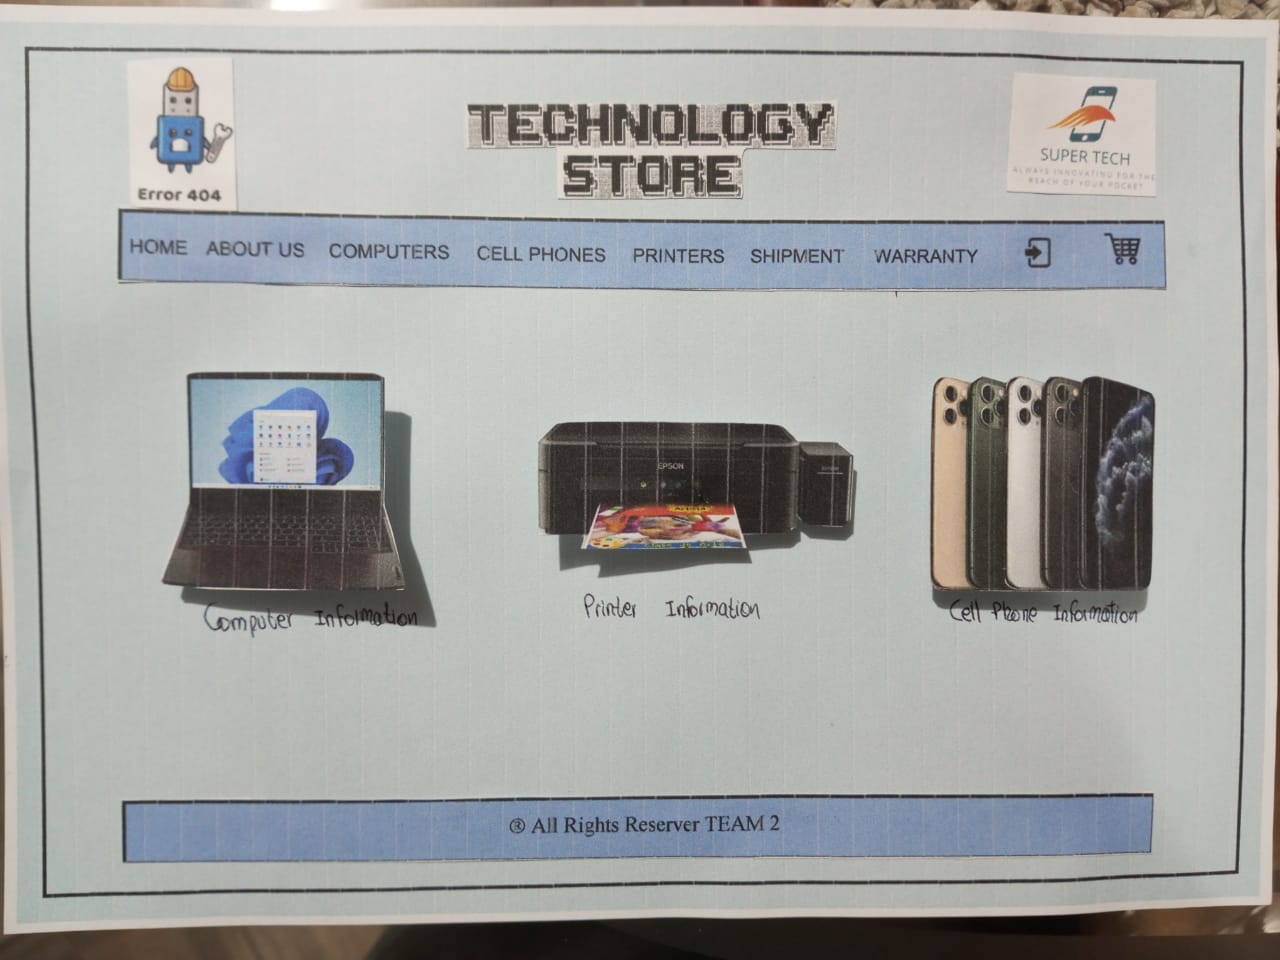 Error 404
TECHNOLOGY
STORE
SUPER TECH
ALWAYS INNOVATING FOR THE
REACH OF YOUR POCKET
HOME ABOUT US COMPUTERS CELL PHONES PRINTERS SHIPMENT WARRANTY
EPSON
Computer Information
Printer Information
Cell Phone Information
® All Rights Reserver TEAM 2